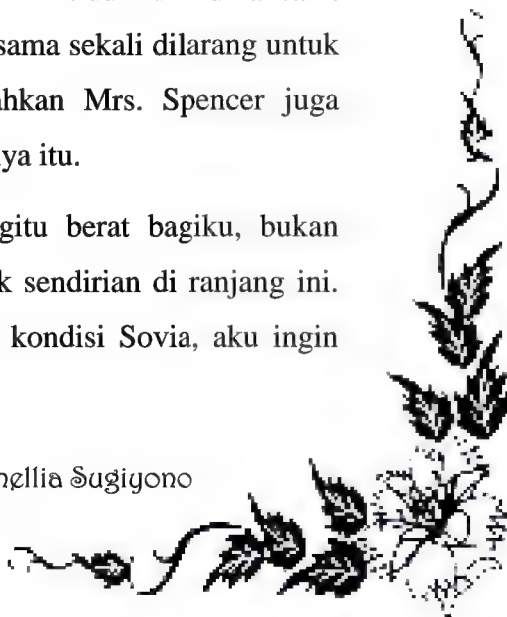 sama sekali dilarang untuk
ahkan Mrs. Spencer juga
ya itu.
gitu berat bagiku, bukan
k sendirian di ranjang ini.
kondisi Sovia, aku ingin
nellia Sugiyono